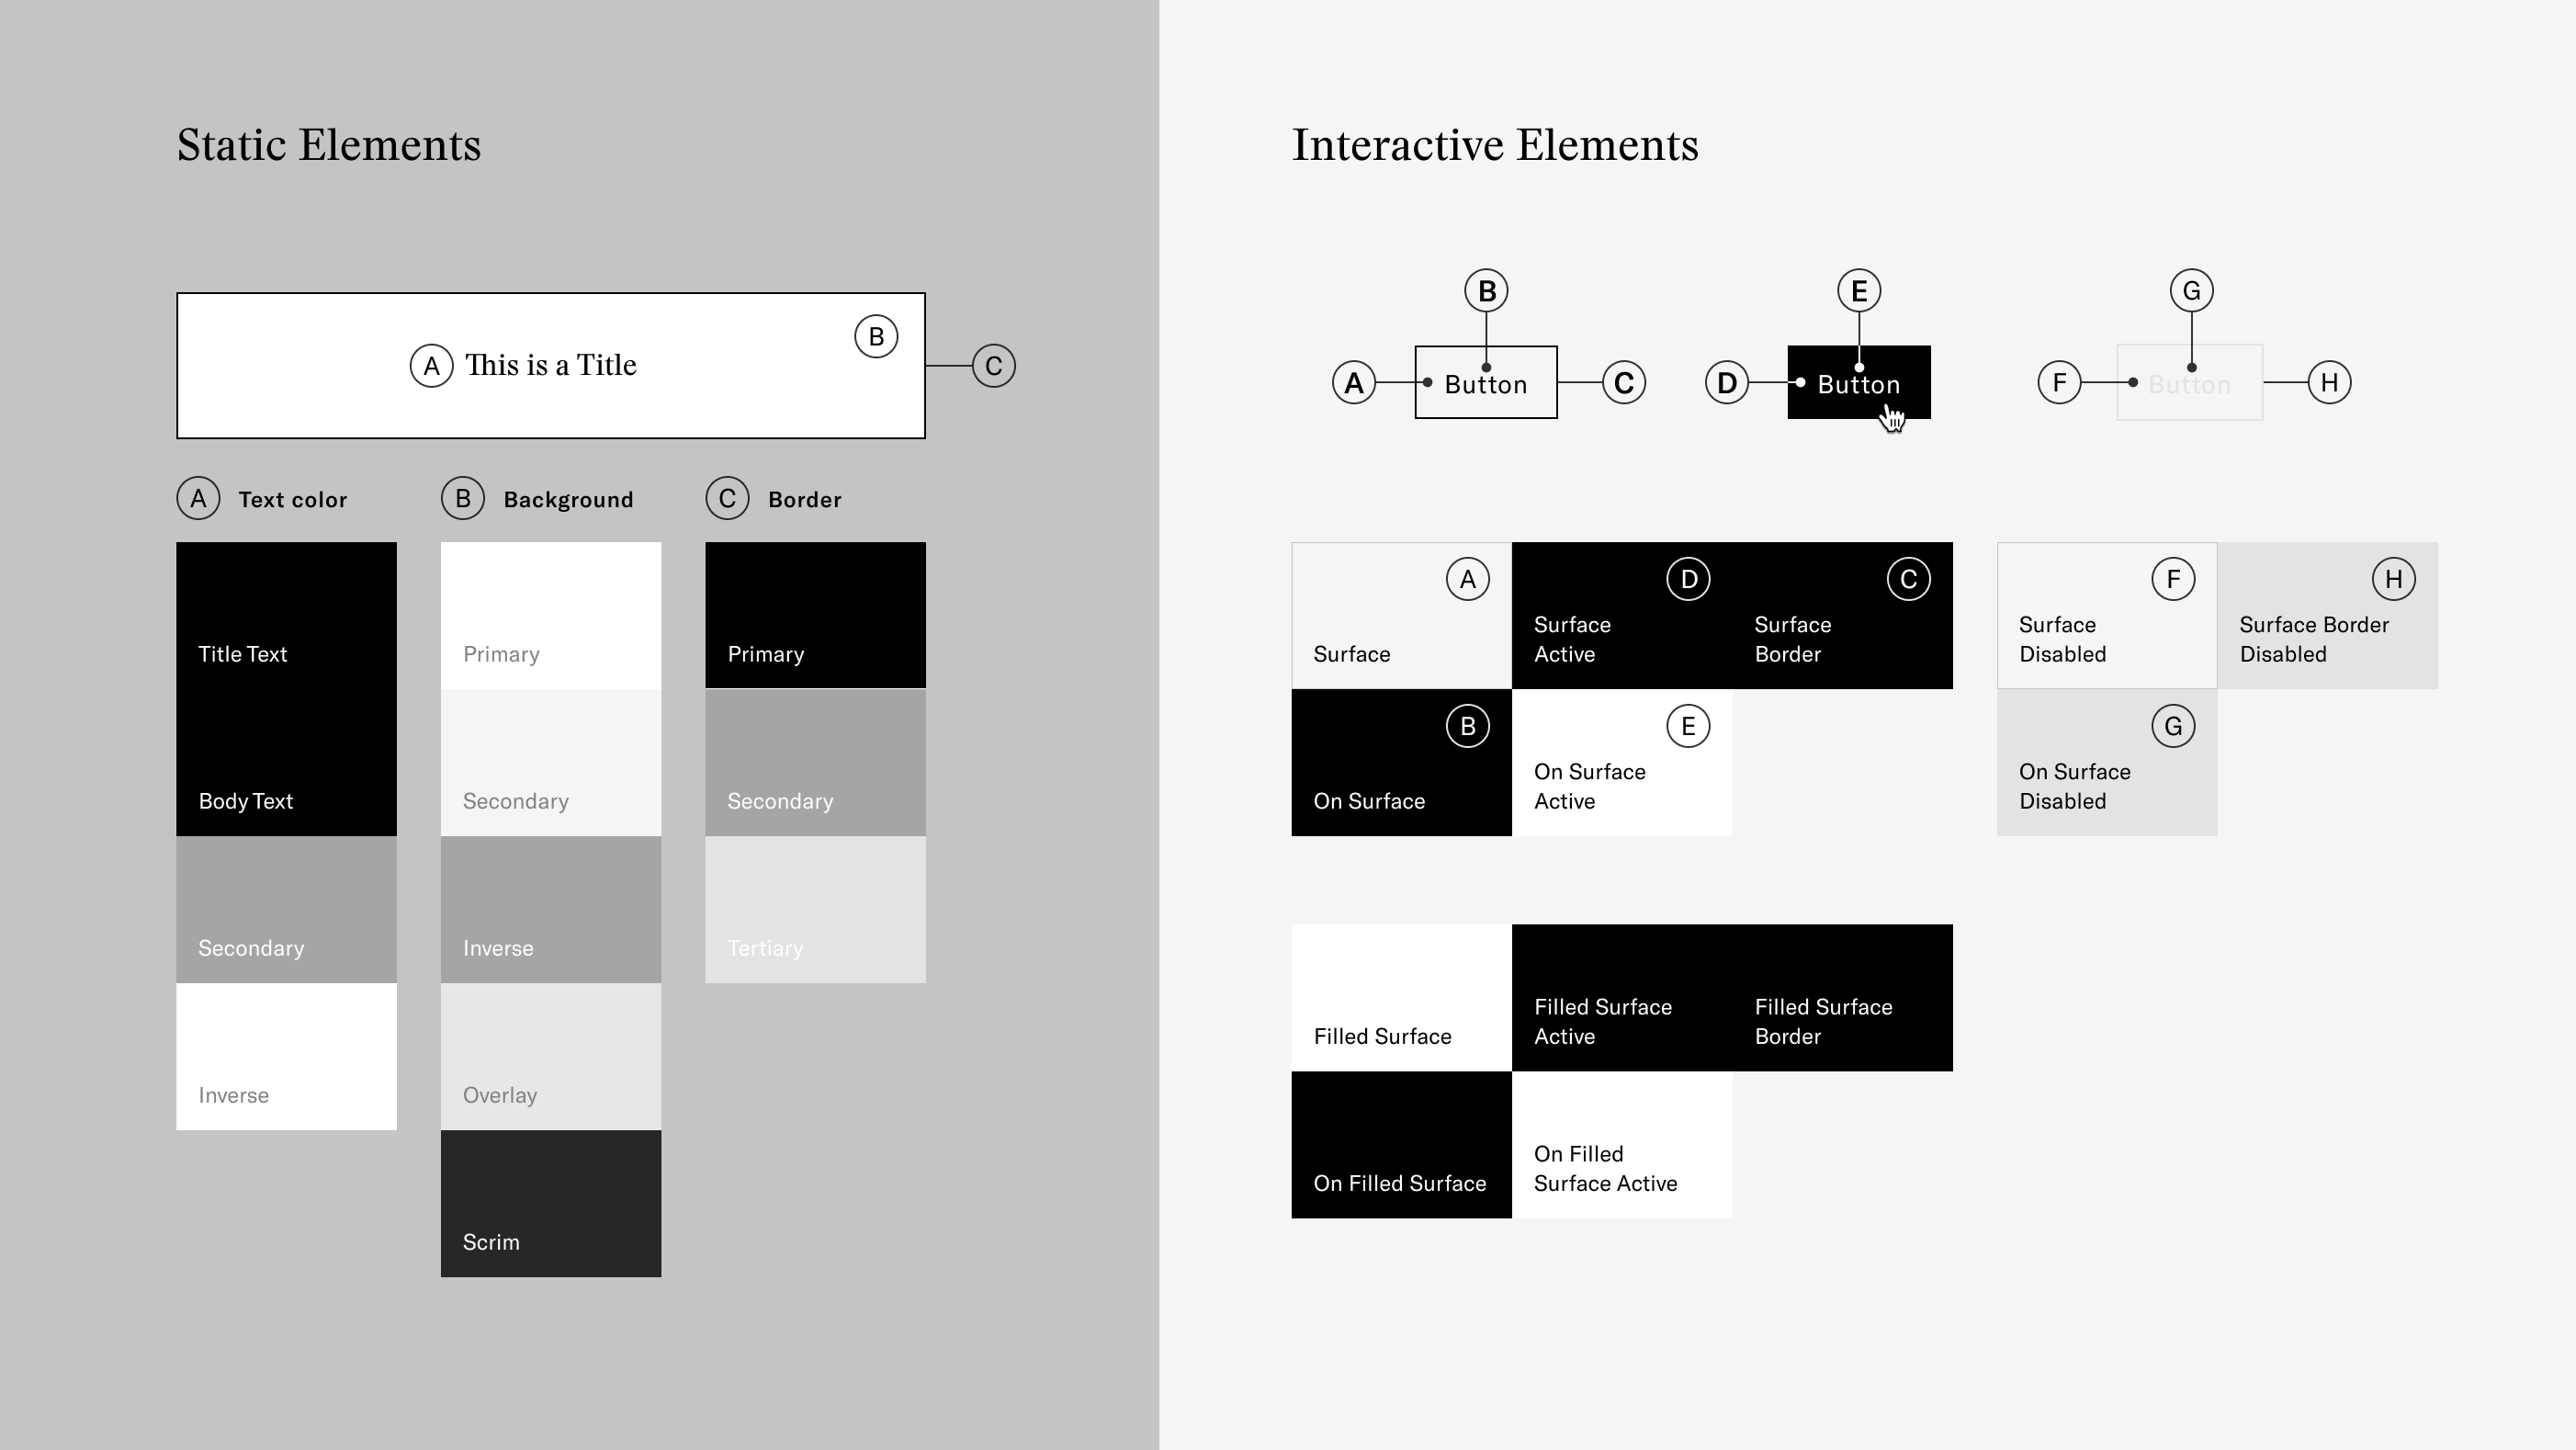 Static Elements
A This is a Title
B
C
A Text color
B Background
C Border
Title Text
Body Text
Secondary
Inverse
Primary
Secondary
Inverse
Overlay
Scrim
Primary
Secondary
Tertiary
Interactive Elements
B
A
Button
C
E
D
Button
G
F
Button
H
A
Surface
D
Surface
Active
C
Surface
Border
B
On Surface
E
On Surface
Active
F
Surface
Disabled
H
Surface Border
Disabled
G
On Surface
Disabled
Filled Surface
Filled Surface
Active
Filled Surface
Border
On Filled Surface
On Filled
Surface Active